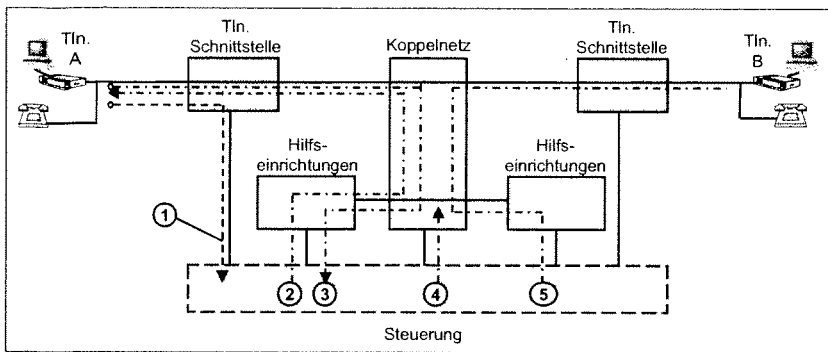 Tln.
A
Tln.
Schnittstelle
Koppelnetz
Tln.
Schnittstelle
Tln.
B
Hilfs-
einrichtungen
Hilfs-
einrichtungen
1
2
3
4
5
Steuerung